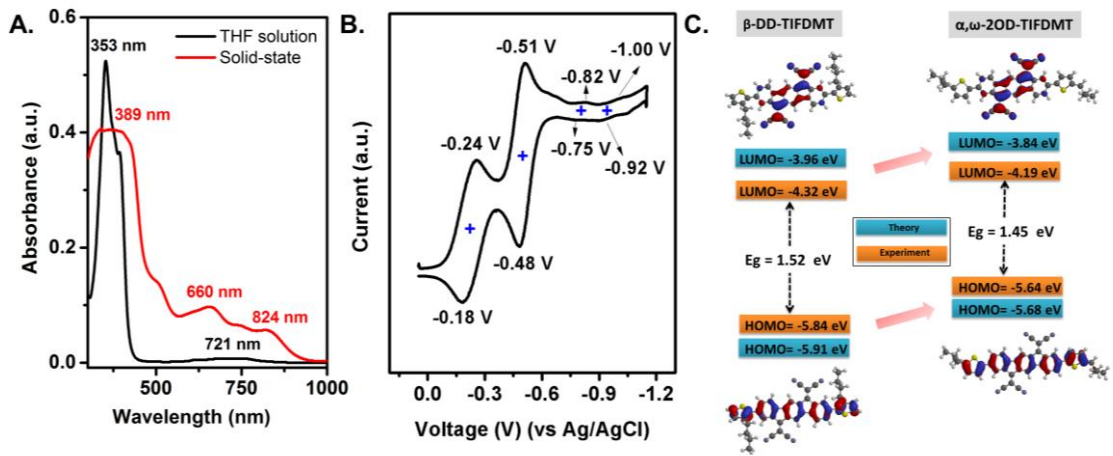 A.
THF solution
Solid-state
353 nm
389 nm
660 nm
824 nm
721 nm
0.6
0.4
0.2
0.0
500
750
1000
Absorbance (a.u.)
Wavelength (nm)
B.
-0.51 V
-1.00 V
-0.82 V
-0.24 V
-0.75 V
-0.92 V
-0.48 V
-0.18 V
0.0
-0.3
-0.6
-0.9
-1.2
Current (a.u.)
Voltage (V) (vs Ag/AgCl)
C.
β-DD-TIFDMT
α,ω-2OD-TIFDMT
LUMO= -3.96 eV
LUMO= -4.32 eV
LUMO= -3.84 eV
LUMO= -4.19 eV
Theory
Experiment
Eg = 1.52 eV
Eg = 1.45 eV
HOMO= -5.84 eV
HOMO= -5.91 eV
HOMO= -5.64 eV
HOMO= -5.68 eV